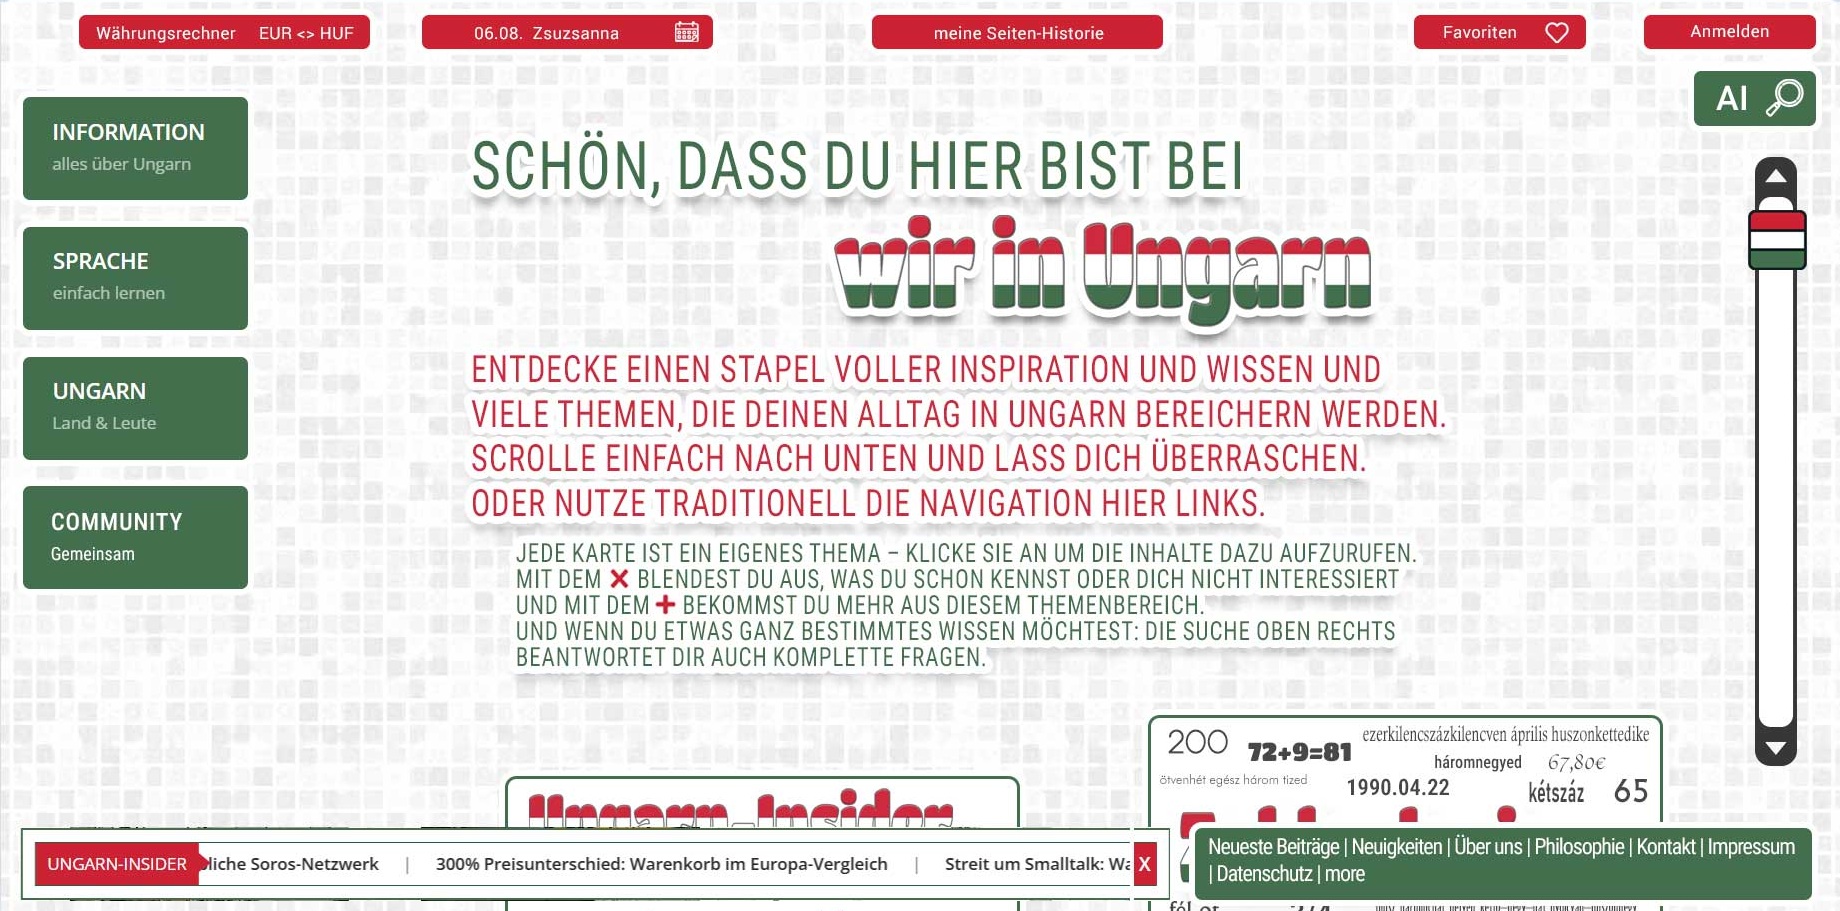 Währungsrechner EUR <> HUF
06.08. Zsuzsanna
meine Seiten-Historie
Favoriten
Anmelden
AI
INFORMATION
alles über Ungarn
SPRACHE
einfach lernen
UNGARN
Land & Leute
COMMUNITY
Gemeinsam
SCHÖN, DASS DU HIER BIST BEI
wir in Ungarn
ENTDECKE EINEN STAPEL VOLLER INSPIRATION UND WISSEN UND
VIELE THEMEN, DIE DEINEN ALLTAG IN UNGARN BEREICHERN WERDEN.
SCROLLE EINFACH NACH UNTEN UND LASS DICH ÜBERRASCHEN.
ODER NUTZE TRADITIONELL DIE NAVIGATION HIER LINKS.
JEDE KARTE IST EIN EIGENES THEMA – KLICKE SIE AN UM DIE INHALTE DAZU AUFZURUFEN.
MIT DEM ✕ BLENDEST DU AUS, WAS DU SCHON KENNST ODER DICH NICHT INTERESSIERT
UND MIT DEM + BEKOMMST DU MEHR AUS DIESEM THEMENBEREICH.
UND WENN DU ETWAS GANZ BESTIMMTES WISSEN MÖCHTEST: DIE SUCHE OBEN RECHTS
BEANTWORTET DIR AUCH KOMPLETTE FRAGEN.
200
72+9=81
ezerkilencszázkilencven április huszonkettedike
háromnegyed
67,80€
ötvenhét egész három tized
1990.04.22
kétszáz
65
Ungarn-Insider
UNGARN-INSIDER
liche Soros-Netzwerk | 300% Preisunterschied: Warenkorb im Europa-Vergleich | Streit um Smalltalk: Wa
X
Neueste Beiträge | Neuigkeiten | Über uns | Philosophie | Kontakt | Impressum
| Datenschutz | more